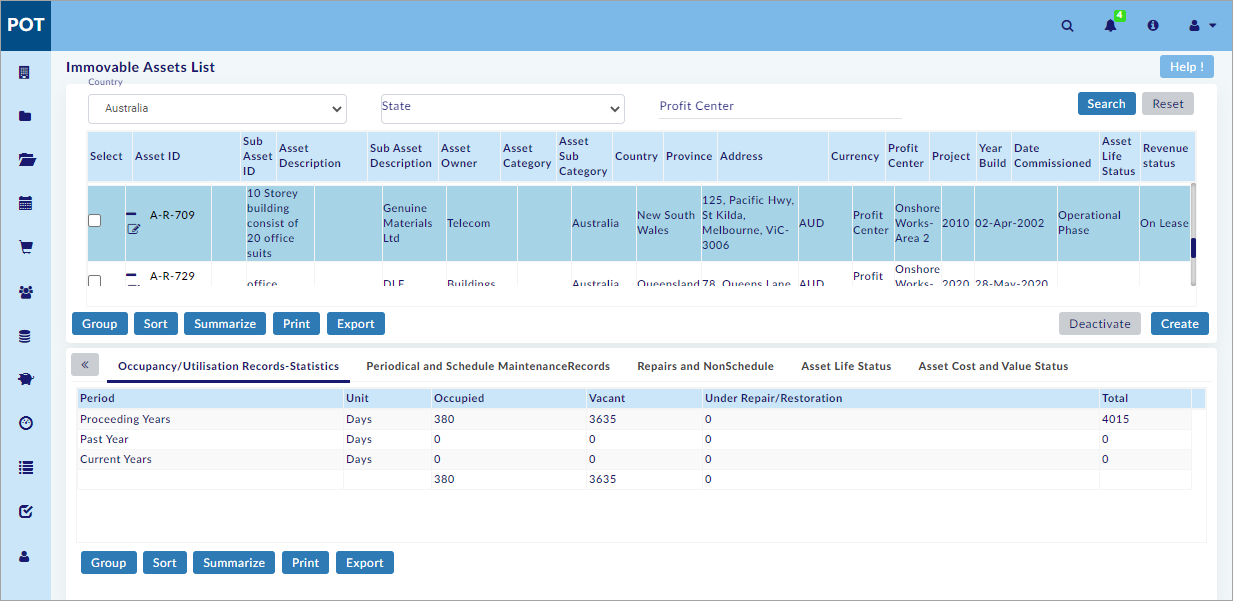 POT
4
Immovable Assets List
Help !
Country
Australia
State
Profit Center
Search
Reset
Select
Asset ID
Sub
Asset
ID
Asset
Description
Sub Asset
Description
Asset
Owner
Asset
Category
Asset
Sub
Category
Country
Province
Address
Currency
Profit
Center
Project
Year
Build
Date
Commissioned
Asset
Life
Status
Revenue
status
A-R-709
10 Storey
building
consist of
20 office
suits
Genuine
Materials
Ltd
Telecom
Australia
New South
Wales
125, Pacific Hwy,
St Kilda,
Melbourne, ViC-
3006
AUD
Profit
Center
Onshore
Works-
Area 2
2010
02-Apr-2002
Operational
Phase
On Lease
A-R-729
office
DLF
Buildings
Australia
Queensland
78, Queens Lane
AUD
Profit
Onshore
Works-
2020
28-May-2020
Group
Sort
Summarize
Print
Export
Deactivate
Create
«
Occupancy/Utilisation Records-Statistics
Periodical and Schedule MaintenanceRecords
Repairs and NonSchedule
Asset Life Status
Asset Cost and Value Status
Period Unit Occupied Vacant Under Repair/Restoration Total
Proceeding Years Days 380 3635 0 4015
Past Year Days 0 0 0 0
Current Years Days 0 0 0 0
380 3635 0
Group
Sort
Summarize
Print
Export